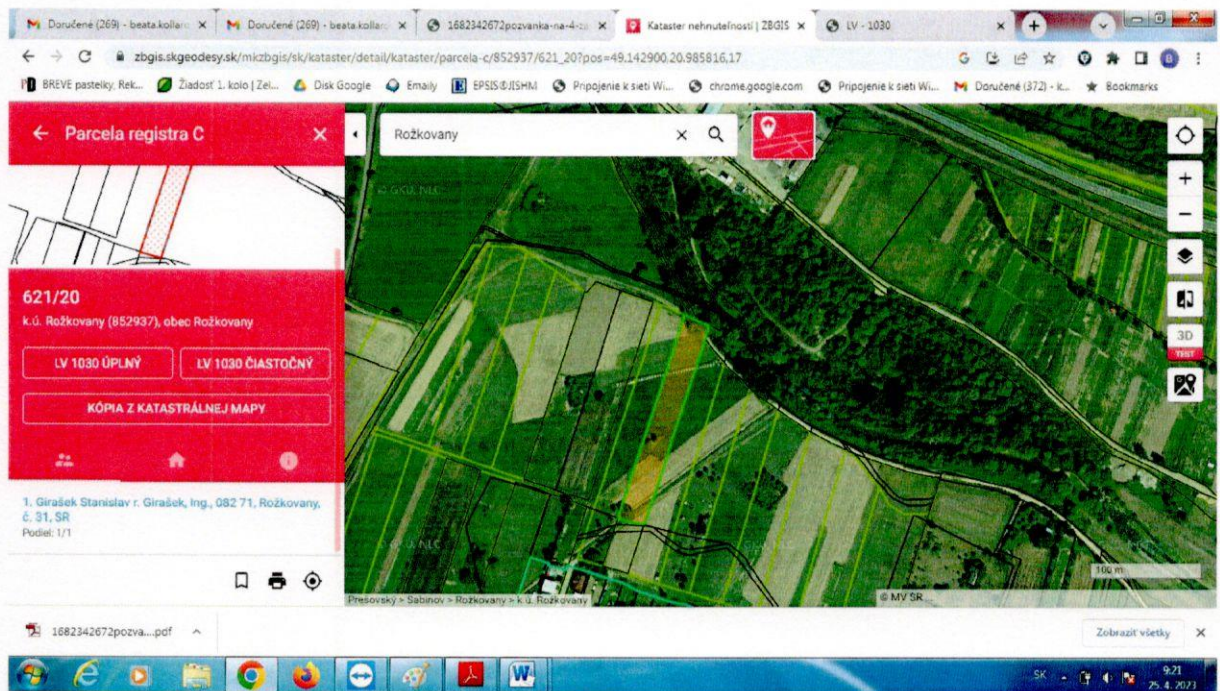 Doručené (269) - beata.kollar
Doručené (269) - beata.kollar
1682342672pozvanka-na-4-za
Kataster nehnuteľností | ZBGIS
LV - 1030
zbgis.skgeodesy.sk/mkzbgis/sk/kataster/detail/kataster/parcela-c/852937/621_20?pos=49.142900,20.985816,17
BREVE pastelky, Rek...
Žiadosť 1. kolo | Zel...
Disk Google
Emaily
EPSIS®JISHM
Pripojenie k sieti Wi...
chrome.google.com
Pripojenie k sieti Wi...
Doručené (372) - k...
Bookmarks
Parcela registra C
Rožkovany
© GKÚ, NLC
621/20
k.ú. Rožkovany (852937), obec Rožkovany
LV 1030 ÚPLNÝ
LV 1030 ČIASTOČNÝ
KÓPIA Z KATASTRÁLNEJ MAPY
3D
TEST
1. Girašek Stanislav r. Girašek, Ing., 082 71, Rožkovany,
č. 31, SR
Podiel: 1/1
© GKÚ, NLC
100 m
Prešovský > Sabinov > Rožkovany > k.ú. Rožkovany
© MV SR
1682342672pozva....pdf
Zobraziť všetky
SK
9:21
25. 4. 2023